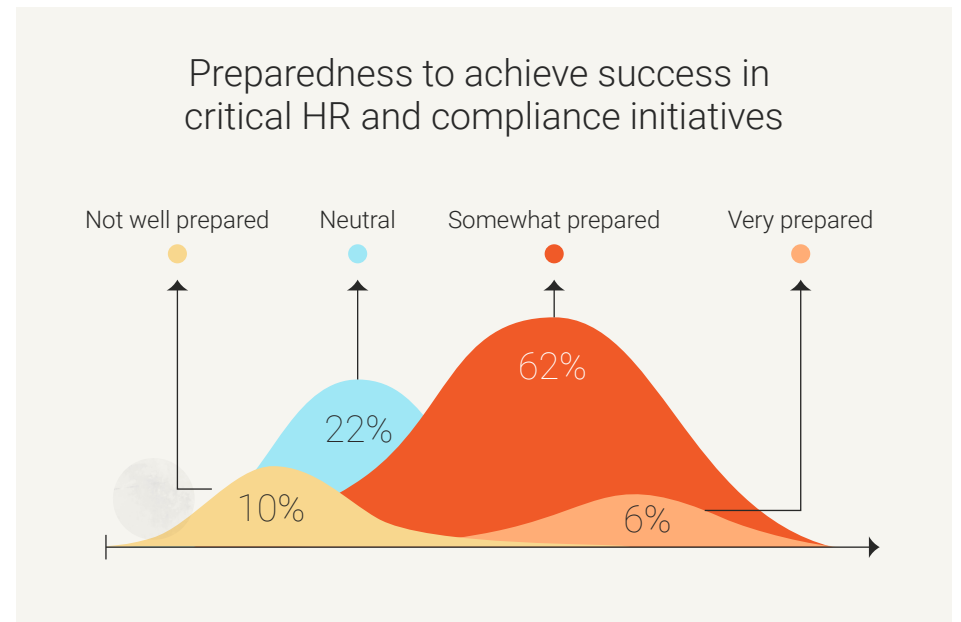 Preparedness to achieve success in
critical HR and compliance initiatives
Not well prepared
Neutral
Somewhat prepared
Very prepared
62%
22%
10%
6%